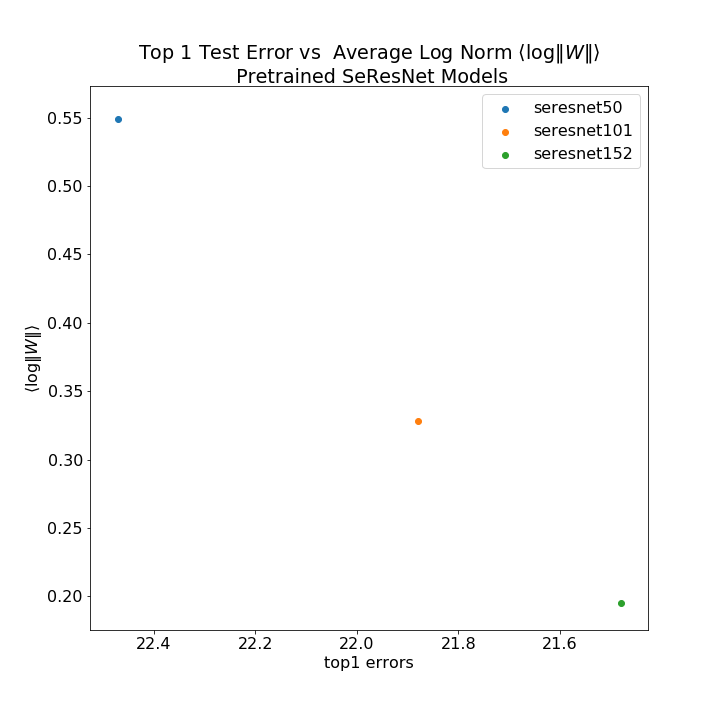 Top 1 Test Error vs  Average Log Norm ⟨log‖W‖⟩
Pretrained SeResNet Models
seresnet50
seresnet101
seresnet152
0.55
0.50
0.45
0.40
0.35
0.30
0.25
0.20
⟨log‖W‖⟩
22.4 22.2 22.0 21.8 21.6
top1 errors